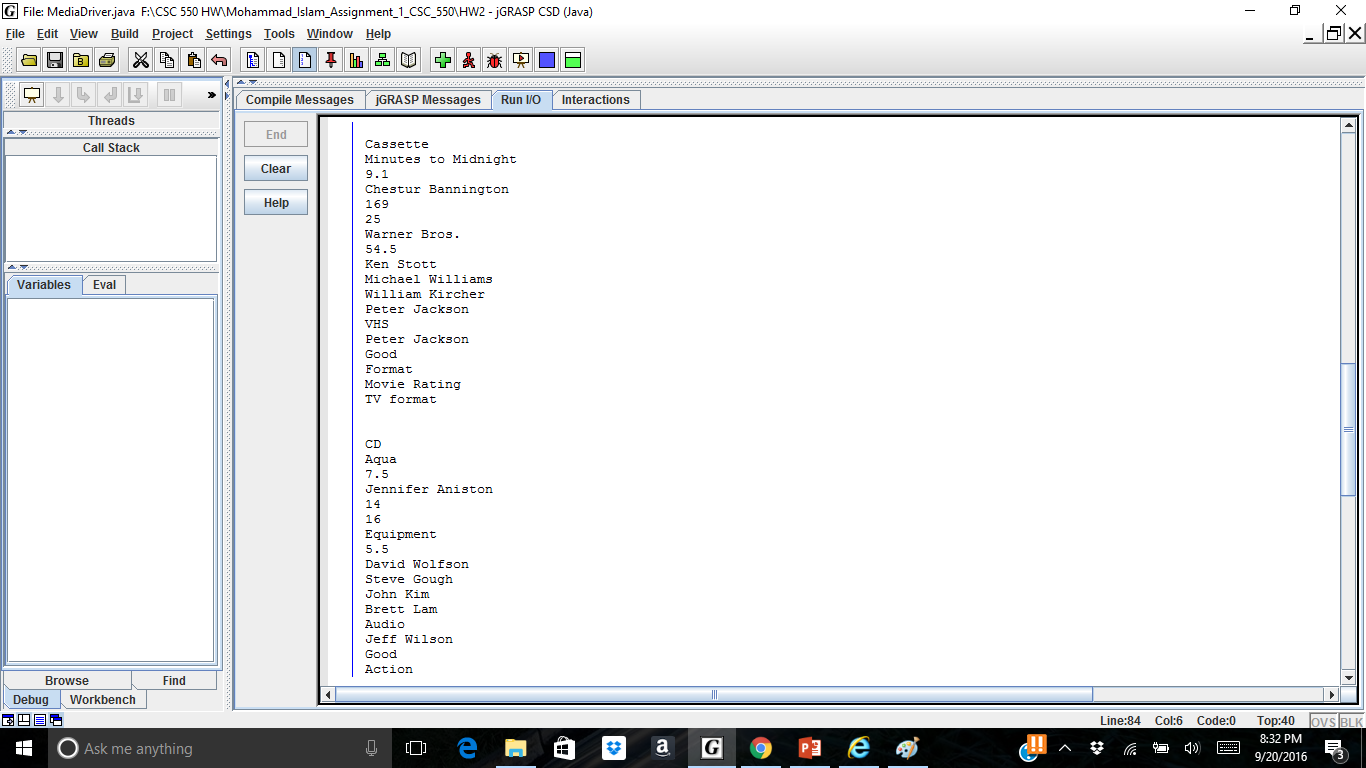 File: MediaDriver.java  F:\CSC 550 HW\Mohammad_Islam_Assignment_1_CSC_550\HW2 - jGRASP CSD (Java)
File Edit View Build Project Settings Tools Window Help
»
Threads
Call Stack
Variables Eval
Browse Find
Debug Workbench
Compile Messages jGRASP Messages Run I/O Interactions
End
Clear
Help
Cassette
Minutes to Midnight
9.1
Chestur Bannington
169
25
Warner Bros.
54.5
Ken Stott
Michael Williams
William Kircher
Peter Jackson
VHS
Peter Jackson
Good
Format
Movie Rating
TV format
CD
Aqua
7.5
Jennifer Aniston
14
16
Equipment
5.5
David Wolfson
Steve Gough
John Kim
Brett Lam
Audio
Jeff Wilson
Good
Action
Line:84 Col:6 Code:0 Top:40 OVS BLK
Ask me anything
8:32 PM
9/20/2016
3